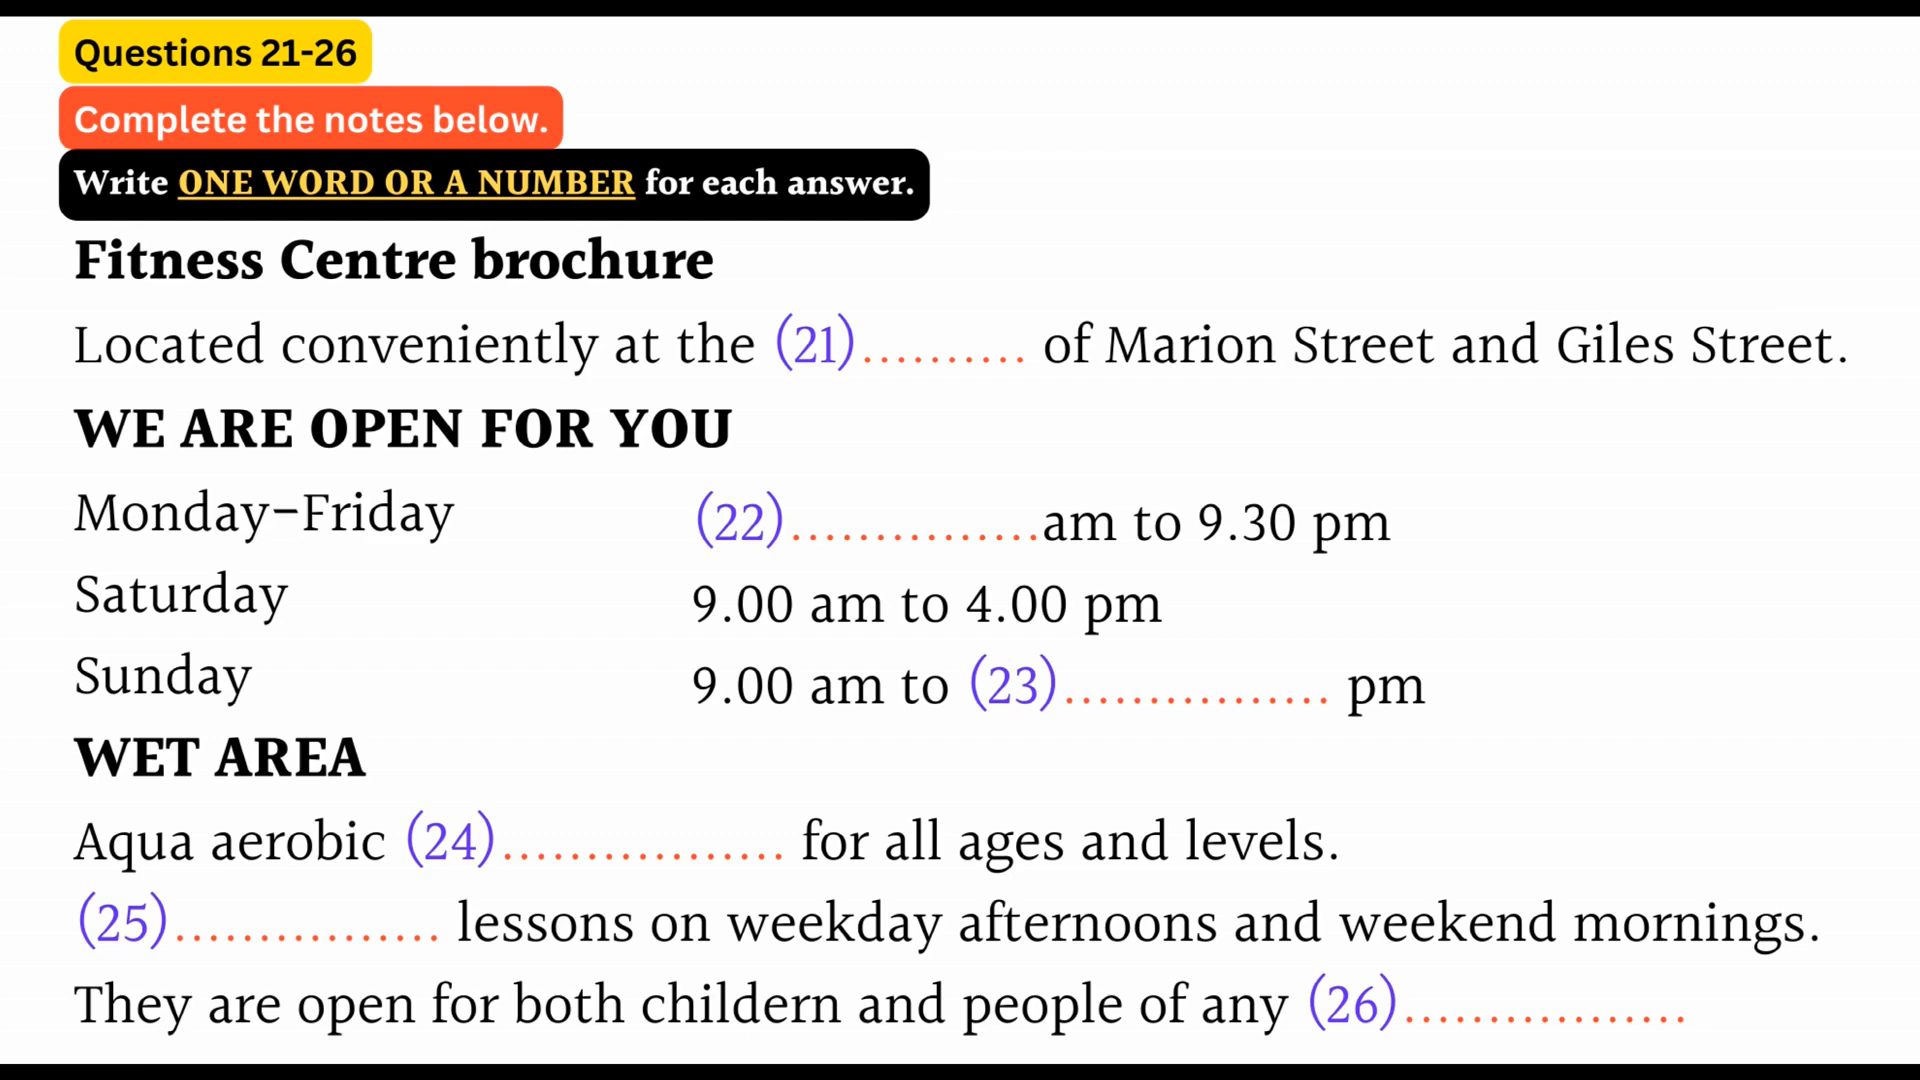 Questions 21-26
Complete the notes below.
Write ONE WORD OR A NUMBER for each answer.
Fitness Centre brochure
Located conveniently at the (21).......... of Marion Street and Giles Street.
WE ARE OPEN FOR YOU
Monday–Friday (22)...............am to 9.30 pm
Saturday 9.00 am to 4.00 pm
Sunday 9.00 am to (23)................ pm
WET AREA
Aqua aerobic (24)................. for all ages and levels.
(25)................ lessons on weekday afternoons and weekend mornings.
They are open for both childern and people of any (26).................